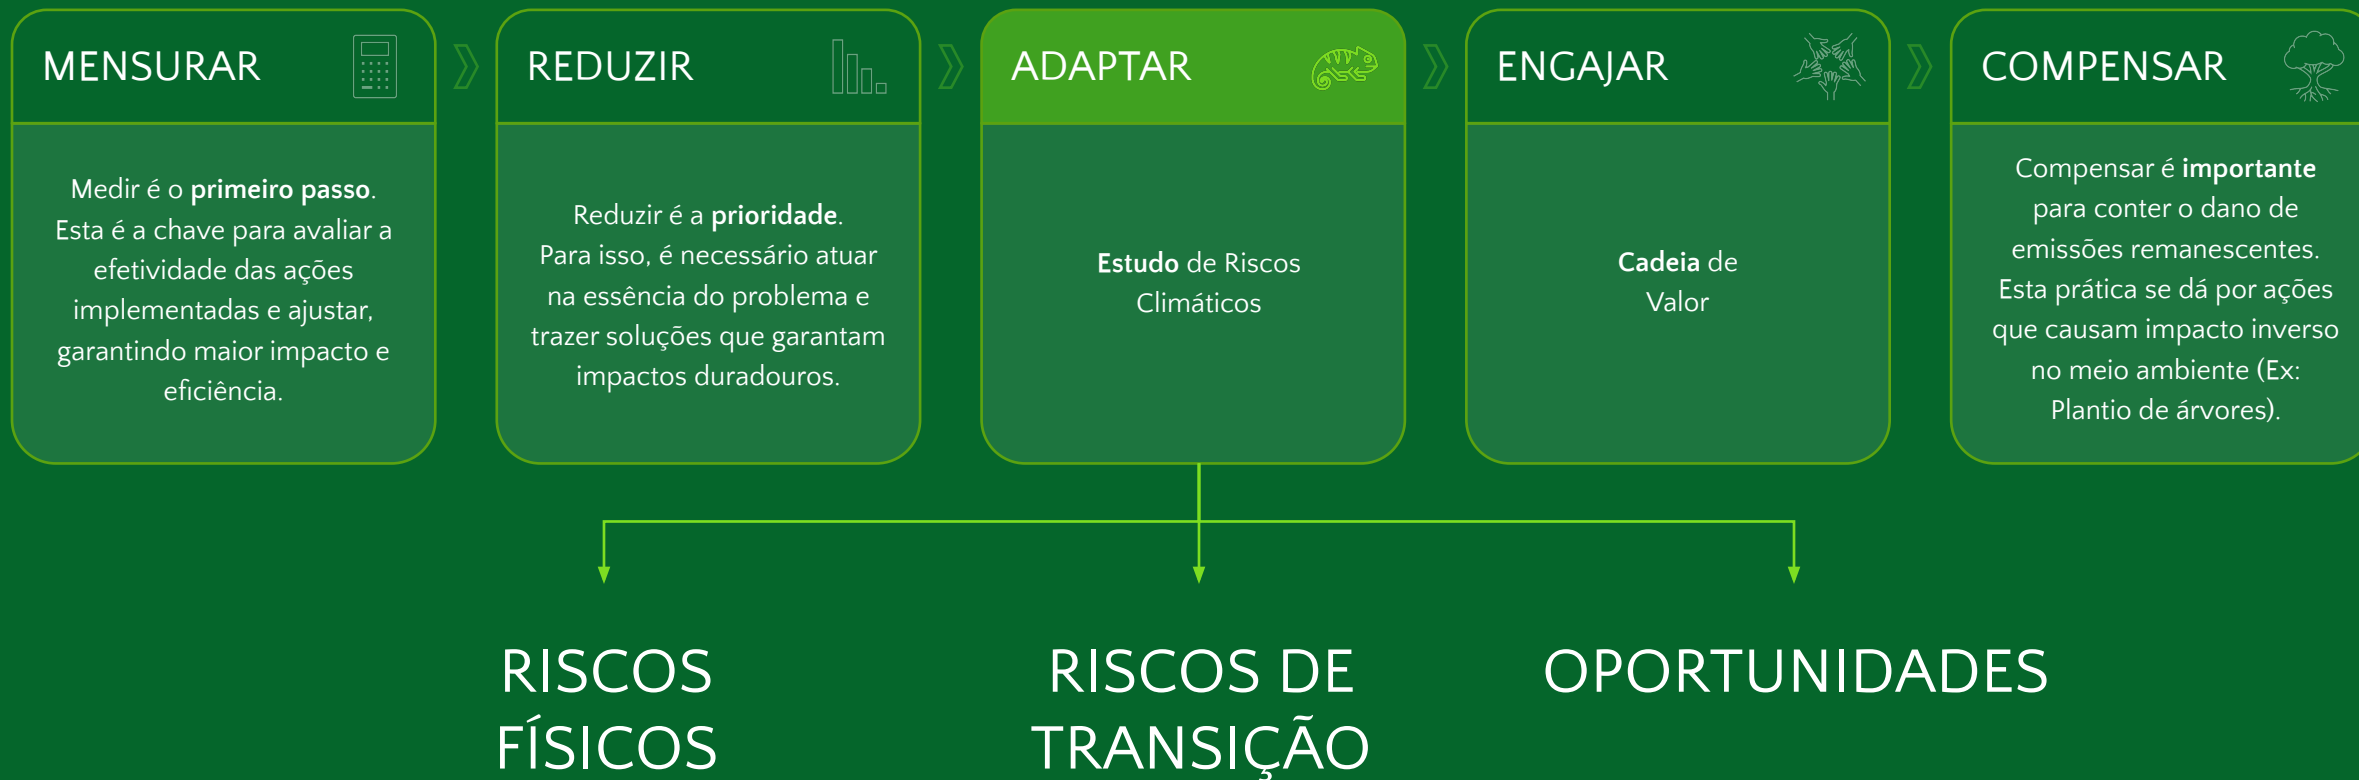 MENSURAR
Medir é o primeiro passo.
Esta é a chave para avaliar a
efetividade das ações
implementadas e ajustar,
garantindo maior impacto e
eficiência.
REDUZIR
Reduzir é a prioridade.
Para isso, é necessário atuar
na essência do problema e
trazer soluções que garantam
impactos duradouros.
ADAPTAR
Estudo de Riscos
Climáticos
ENGAJAR
Cadeia de
Valor
COMPENSAR
Compensar é importante
para conter o dano de
emissões remanescentes.
Esta prática se dá por ações
que causam impacto inverso
no meio ambiente (Ex:
Plantio de árvores).
RISCOS
FÍSICOS
RISCOS DE
TRANSIÇÃO
OPORTUNIDADES